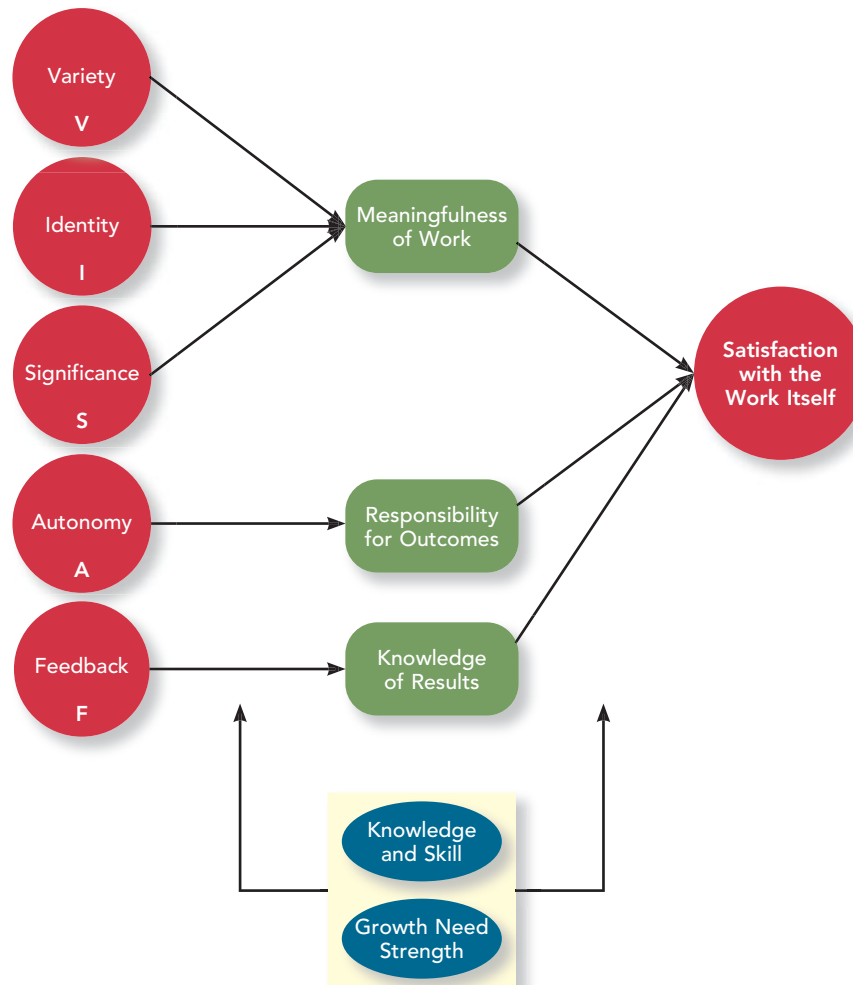 Variety
V
Identity
I
Significance
S
Autonomy
A
Feedback
F
Meaningfulness
of Work
Responsibility
for Outcomes
Knowledge
of Results
Satisfaction
with the
Work Itself
Knowledge
and Skill
Growth Need
Strength